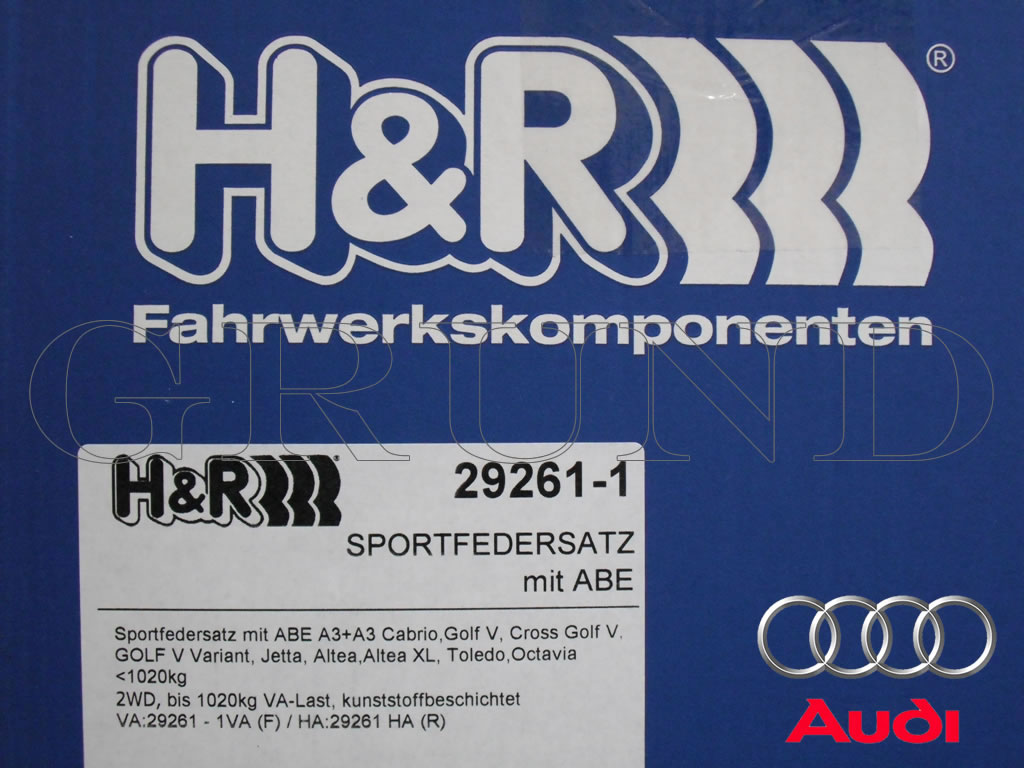 H&R®
Fahrwerkskomponenten
GRUND
H&R® 29261-1
SPORTFEDERSATZ
mit ABE
Sportfedersatz mit ABE A3+A3 Cabrio,Golf V, Cross Golf V,
GOLF V Variant, Jetta, Altea,Altea XL, Toledo,Octavia
<1020kg
2WD, bis 1020kg VA-Last, kunststoffbeschichtet
VA:29261 - 1VA (F) / HA:29261 HA (R)
Audi